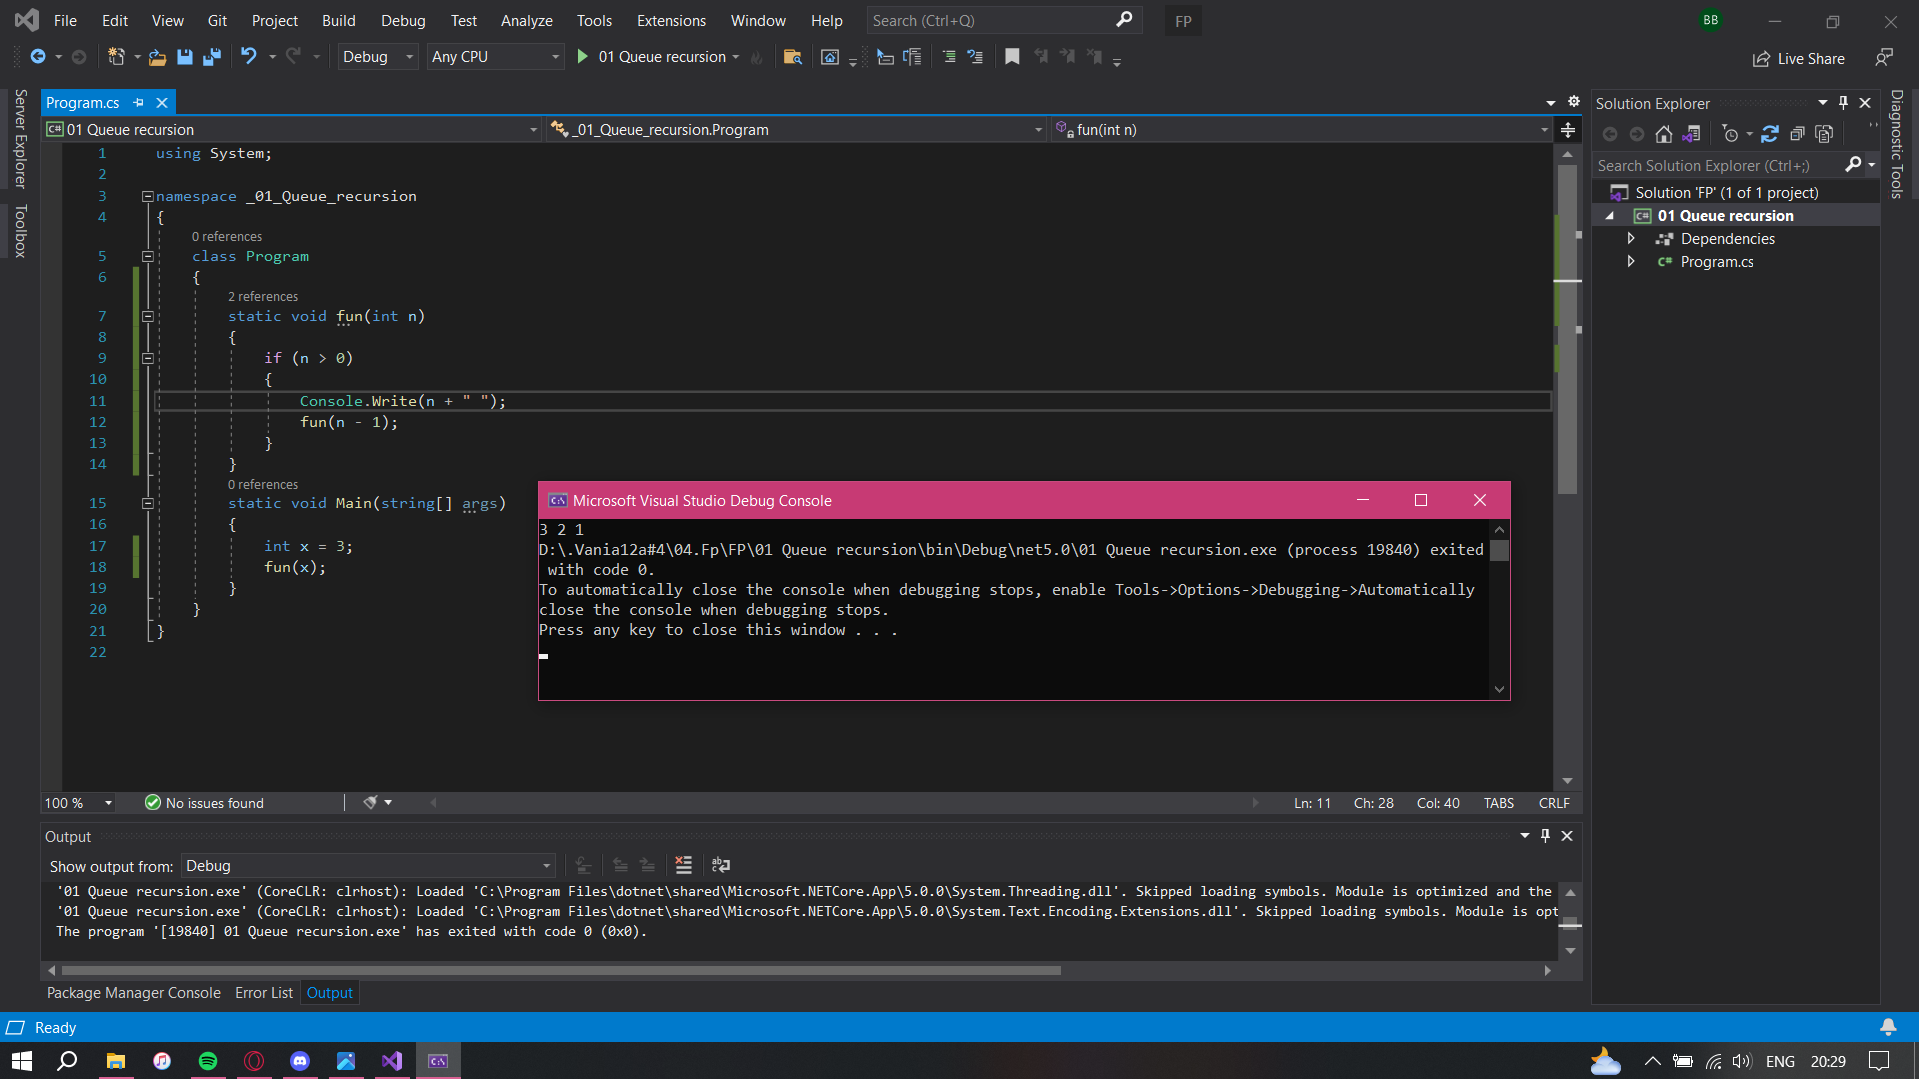 File Edit View Git Project Build Debug Test Analyze Tools Extensions Window Help Search (Ctrl+Q) FP BB
Debug Any CPU 01 Queue recursion Live Share
Server Explorer
Toolbox
Program.cs
01 Queue recursion _01_Queue_recursion.Program fun(int n)
1 using System;
2
3 namespace _01_Queue_recursion
4 {
0 references
5 class Program
6 {
2 references
7 static void fun(int n)
8 {
9 if (n > 0)
10 {
11 Console.Write(n + " ");
12 fun(n - 1);
13 }
14 }
0 references
15 static void Main(string[] args)
16 {
17 int x = 3;
18 fun(x);
19 }
20 }
21 }
22
Microsoft Visual Studio Debug Console
3 2 1
D:\.Vania12a#4\04.Fp\FP\01 Queue recursion\bin\Debug\net5.0\01 Queue recursion.exe (process 19840) exited
with code 0.
To automatically close the console when debugging stops, enable Tools->Options->Debugging->Automatically
close the console when debugging stops.
Press any key to close this window . . .
100 % No issues found Ln: 11 Ch: 28 Col: 40 TABS CRLF
Output
Show output from: Debug
'01 Queue recursion.exe' (CoreCLR: clrhost): Loaded 'C:\Program Files\dotnet\shared\Microsoft.NETCore.App\5.0.0\System.Threading.dll'. Skipped loading symbols. Module is optimized and the
'01 Queue recursion.exe' (CoreCLR: clrhost): Loaded 'C:\Program Files\dotnet\shared\Microsoft.NETCore.App\5.0.0\System.Text.Encoding.Extensions.dll'. Skipped loading symbols. Module is opt
The program '[19840] 01 Queue recursion.exe' has exited with code 0 (0x0).
Package Manager Console Error List Output
Solution Explorer
Search Solution Explorer (Ctrl+;)
Solution 'FP' (1 of 1 project)
C# 01 Queue recursion
Dependencies
C# Program.cs
Diagnostic Tools
Ready
ENG 20:29